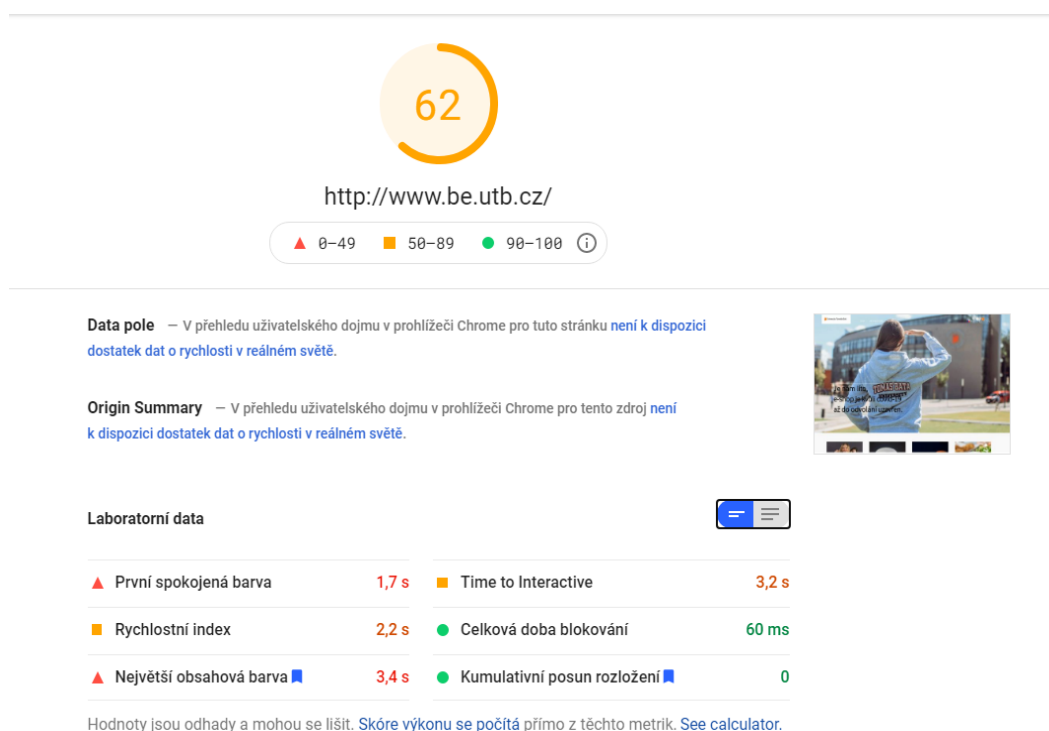 62
http://www.be.utb.cz/
0–49 50–89 90–100
Data pole — V přehledu uživatelského dojmu v prohlížeči Chrome pro tuto stránku není k dispozici
dostatek dat o rychlosti v reálném světě.
Origin Summary — V přehledu uživatelského dojmu v prohlížeči Chrome pro tento zdroj není
k dispozici dostatek dat o rychlosti v reálném světě.
Laboratorní data
První spokojená barva 1,7 s
Time to Interactive 3,2 s
Rychlostní index 2,2 s
Celková doba blokování 60 ms
Největší obsahová barva 3,4 s
Kumulativní posun rozložení 0
Hodnoty jsou odhady a mohou se lišit. Skóre výkonu se počítá přímo z těchto metrik. See calculator.